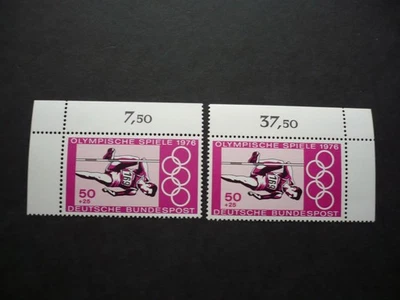 7,50
OLYMPISCHE SPIELE 1976
50
+25
DEUTSCHE BUNDESPOST
37,50
OLYMPISCHE SPIELE 1976
50
+25
DEUTSCHE BUNDESPOST